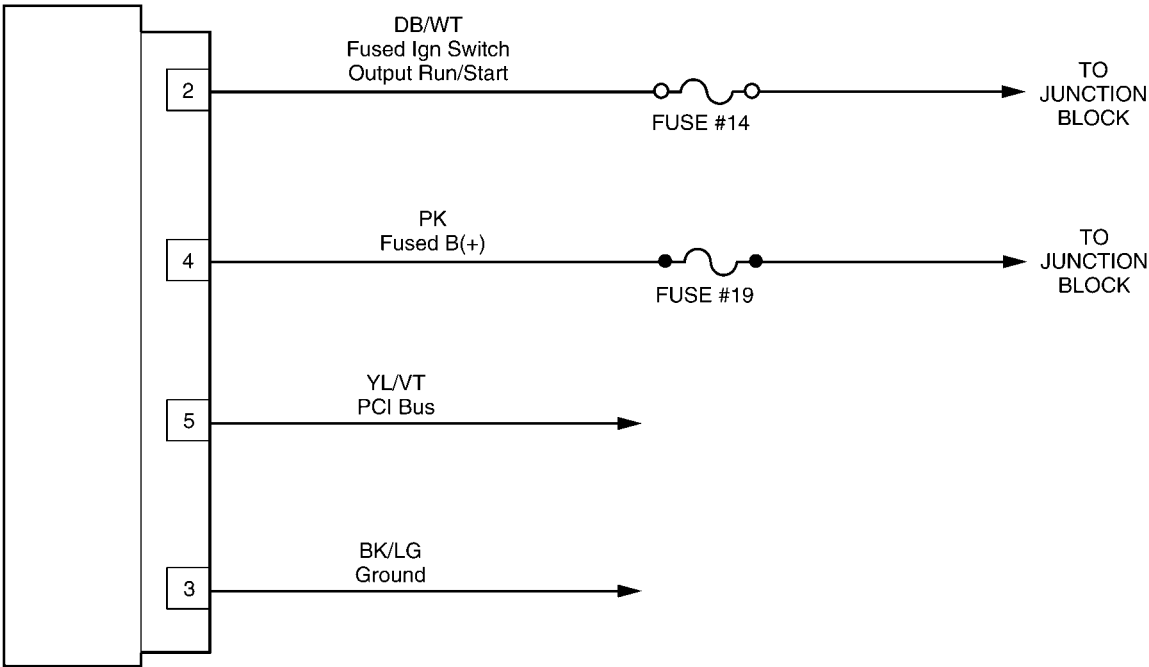 DB/WT
Fused Ign Switch
Output Run/Start
2
FUSE #14
TO
JUNCTION
BLOCK
PK
Fused B(+)
4
FUSE #19
TO
JUNCTION
BLOCK
YL/VT
PCI Bus
5
BK/LG
Ground
3